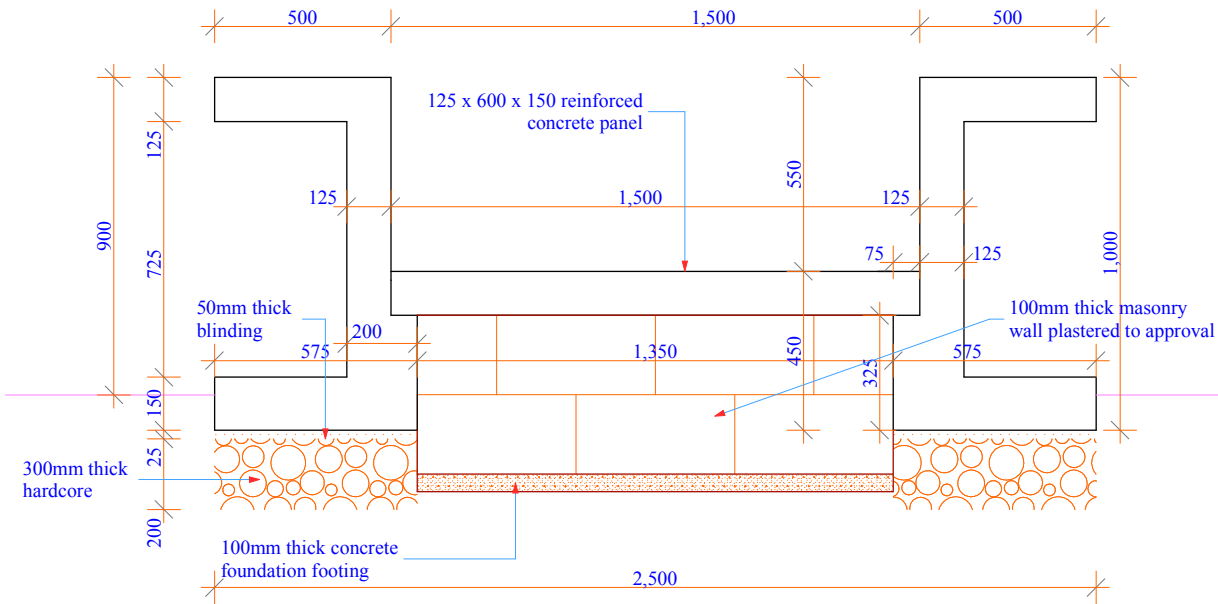 500
1,500
500
125 x 600 x 150 reinforced
concrete panel
125
550
900
125
1,500
125
725
75
125
1,000
50mm thick
blinding
100mm thick masonry
wall plastered to approval
200
575
1,350
450
325
575
150
25
300mm thick
hardcore
200
100mm thick concrete
foundation footing
2,500